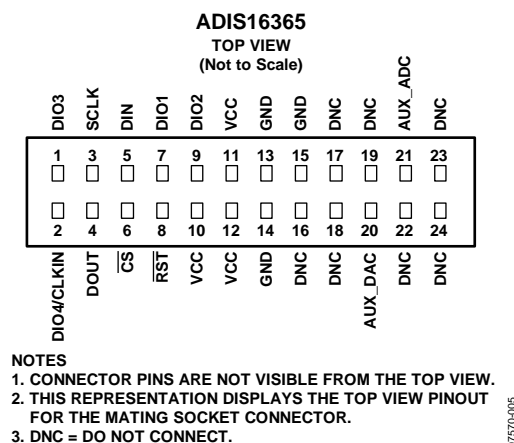 ADIS16365
TOP VIEW
(Not to Scale)
DIO3 SCLK DIN DIO1 DIO2 VCC GND GND DNC DNC AUX_ADC DNC
1 3 5 7 9 11 13 15 17 19 21 23
2 4 6 8 10 12 14 16 18 20 22 24
DIO4/CLKIN DOUT CS RST VCC VCC GND DNC DNC AUX_DAC DNC DNC
NOTES
1. CONNECTOR PINS ARE NOT VISIBLE FROM THE TOP VIEW.
2. THIS REPRESENTATION DISPLAYS THE TOP VIEW PINOUT
FOR THE MATING SOCKET CONNECTOR.
3. DNC = DO NOT CONNECT.
7570-005